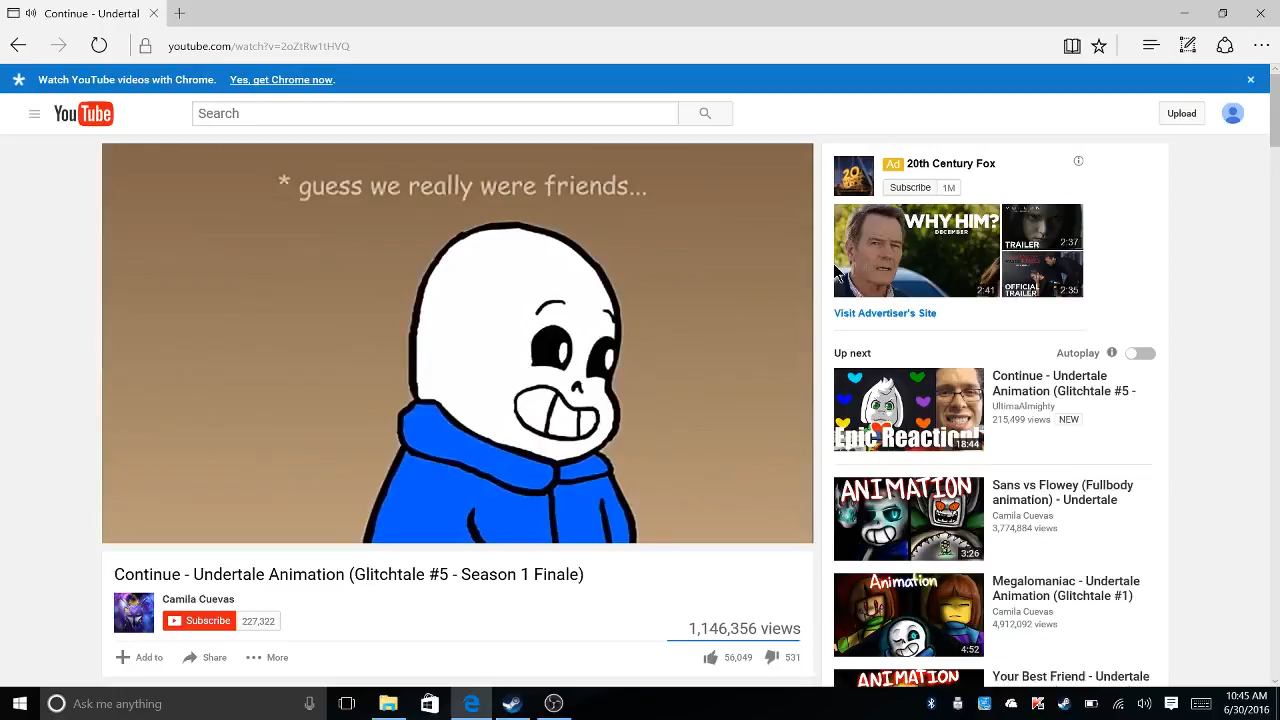 Continue - Undertal
youtube.com/watch?v=2oZtRw1tHVQ
Watch YouTube videos with Chrome. Yes, get Chrome now.
YouTube
Search
Upload
* guess we really were friends...
Ad 20th Century Fox
Subscribe 1M
WHY HIM?
DECEMBER
2:41
TRAILER 2:37
OFFICIAL
TRAILER 2:35
Visit Advertiser's Site
Up next
Autoplay
Epic Reaction!
18:44
Continue - Undertale
Animation (Glitchtale #5 -
UltimaAlmighty
215,499 views NEW
ANIMATION
3:26
Sans vs Flowey (Fullbody
animation) - Undertale
Camila Cuevas
3,774,884 views
Animation
4:52
Megalomaniac - Undertale
Animation (Glitchtale #1)
Camila Cuevas
4,912,092 views
ANIMATION
Your Best Friend - Undertale
Continue - Undertale Animation (Glitchtale #5 - Season 1 Finale)
Camila Cuevas
Subscribe 227,322
1,146,356 views
Add to Share More
56,049 531
Ask me anything
10:45 AM
6/30/2016